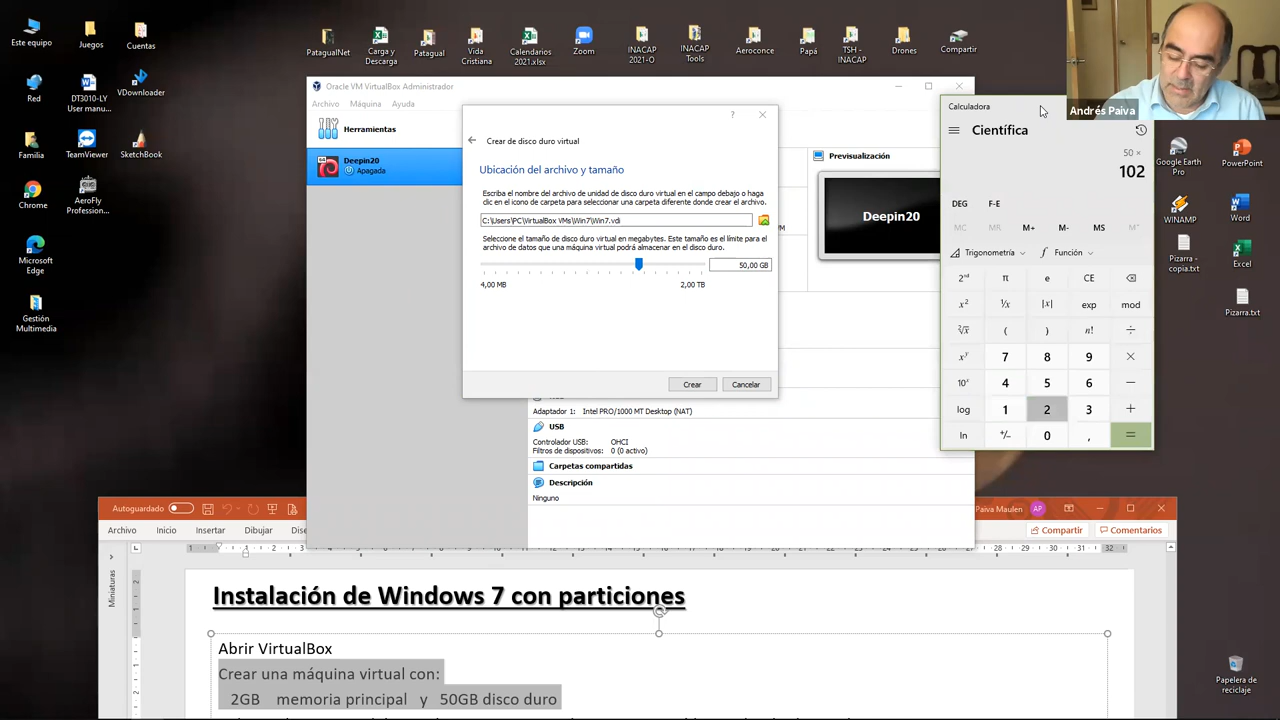 Este equipo
Juegos
Cuentas
PatagualNet
Carga y
Descarga
Patagual
Vida
Cristiana
Calendarios
2021.xlsx
Zoom
INACAP
2021-O
INACAP
Tools
Aeroconce
Papá
TSH -
INACAP
Drones
Compartir
Red
DT3010-LY
User manu...
VDownloader
Familia
TeamViewer
SketchBook
Chrome
AeroFly
Profession...
Microsoft
Edge
Gestión
Multimedia
Google Earth
Pro
PowerPoint
WINAMP
Word
Pizarra -
copia.txt
Excel
Pizarra.txt
Papelera de
reciclaje
Andrés Paiva
Oracle VM VirtualBox Administrador
Archivo Máquina Ayuda
Herramientas
Deepin20
Apagada
Previsualización
Deepin20
? 
Crear de disco duro virtual
Ubicación del archivo y tamaño
Escriba el nombre del archivo de unidad de disco duro virtual en el campo debajo o haga
clic en el icono de carpeta para seleccionar una carpeta diferente donde crear el archivo.
C:\Users\PC\VirtualBox VMs\Win7\Win7.vdi
Seleccione el tamaño de disco duro virtual en megabytes. Este tamaño es el límite para el
archivo de datos que una máquina virtual podrá almacenar en el disco duro.
50,00 GB
4,00 MB 2,00 TB
Crear Cancelar
Adaptador 1: Intel PRO/1000 MT Desktop (NAT)
USB
Controlador USB: OHCI
Filtros de dispositivos: 0 (0 activo)
Carpetas compartidas
Descripción
Ninguno
Calculadora
Científica
50 ×
102
DEG F-E
MC MR M+ M- MS M˅
Trigonometría Función
2ⁿᵈ π e CE
x² ¹/x |x| exp mod
²√x ( ) n! ÷
xʸ 7 8 9 ×
10ˣ 4 5 6 −
log 1 2 3 +
ln +/− 0 , =
Autoguardado
Paiva Maulen AP
Archivo Inicio Insertar Dibujar Dise
Compartir Comentarios
Miniaturas
Instalación de Windows 7 con particiones
Abrir VirtualBox
Crear una máquina virtual con:
2GB memoria principal y 50GB disco duro